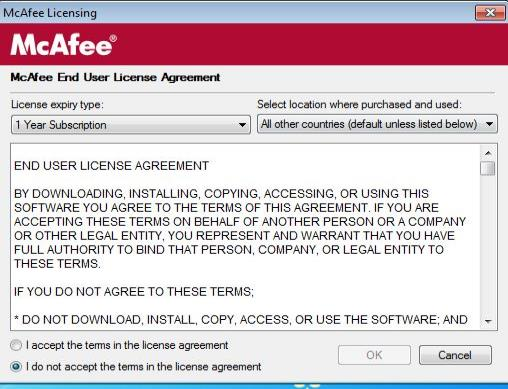 McAfee Licensing
McAfee®
McAfee End User License Agreement
License expiry type:
Select location where purchased and used:
1 Year Subscription
All other countries (default unless listed below)
END USER LICENSE AGREEMENT
BY DOWNLOADING, INSTALLING, COPYING, ACCESSING, OR USING THIS
SOFTWARE YOU AGREE TO THE TERMS OF THIS AGREEMENT. IF YOU ARE
ACCEPTING THESE TERMS ON BEHALF OF ANOTHER PERSON OR A COMPANY
OR OTHER LEGAL ENTITY, YOU REPRESENT AND WARRANT THAT YOU HAVE
FULL AUTHORITY TO BIND THAT PERSON, COMPANY, OR LEGAL ENTITY TO
THESE TERMS.
IF YOU DO NOT AGREE TO THESE TERMS;
* DO NOT DOWNLOAD, INSTALL, COPY, ACCESS, OR USE THE SOFTWARE; AND
I accept the terms in the license agreement
I do not accept the terms in the license agreement
OK
Cancel